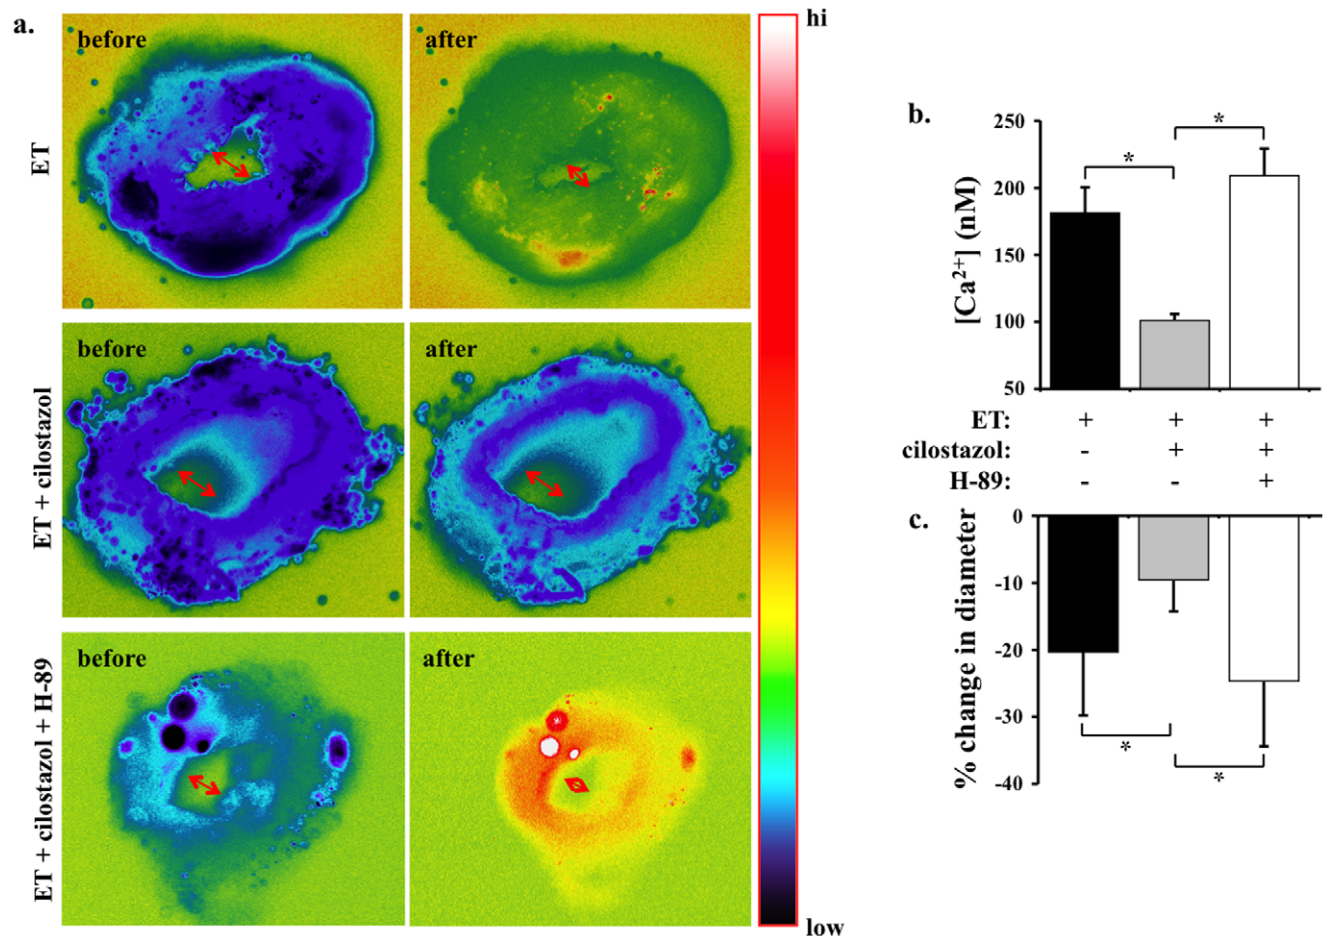 a.
before
after
hi
ET
before
after
ET + cilostazol
before
after
ET + cilostazol + H-89
low
b.
250
200
150
100
50
[Ca2+] (nM)
*
*
ET: + + +
cilostazol: - + +
H-89: - - +
c.
0
-10
-20
-30
-40
% change in diameter
*
*